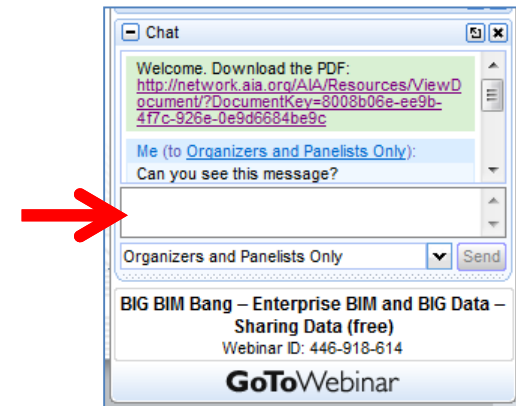 Chat
Welcome. Download the PDF:
http://network.aia.org/AIA/Resources/ViewD
ocument/?DocumentKey=8008b06e-ee9b-
4f7c-926e-0e9d6684be9c
Me (to Organizers and Panelists Only):
Can you see this message?
Organizers and Panelists Only
Send
BIG BIM Bang – Enterprise BIM and BIG Data –
Sharing Data (free)
Webinar ID: 446-918-614
GoToWebinar